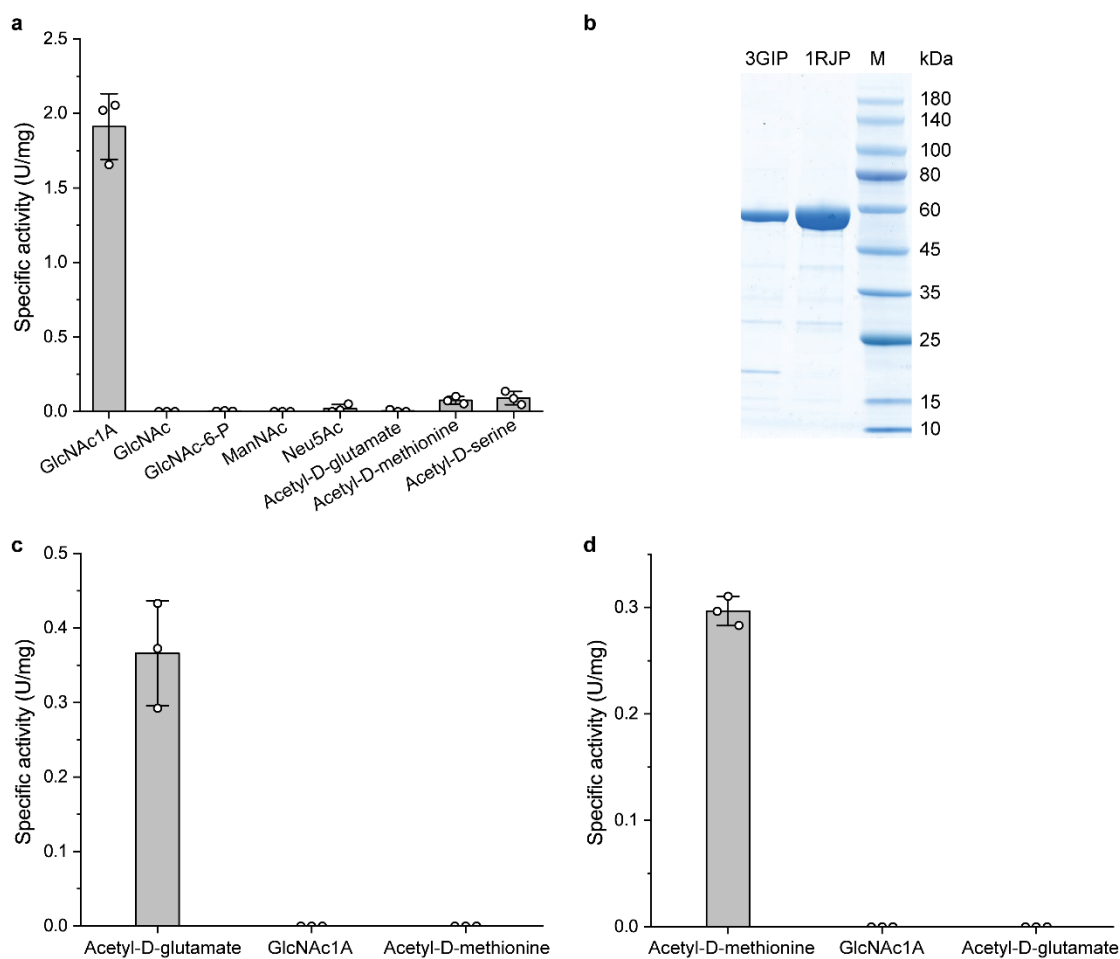 a
2.5
2.0
1.5
1.0
0.5
0.0
Specific activity (U/mg)
GlcNAc1A
GlcNAc
GlcNAc-6-P
ManNAc
Neu5Ac
Acetyl-D-glutamate
Acetyl-D-methionine
Acetyl-D-serine
b
3GIP 1RJP M kDa
180
140
100
80
60
45
35
25
15
10
c
0.5
0.4
0.3
0.2
0.1
0.0
Specific activity (U/mg)
Acetyl-D-glutamate GlcNAc1A Acetyl-D-methionine
d
0.3
0.2
0.1
0.0
Specific activity (U/mg)
Acetyl-D-methionine GlcNAc1A Acetyl-D-glutamate